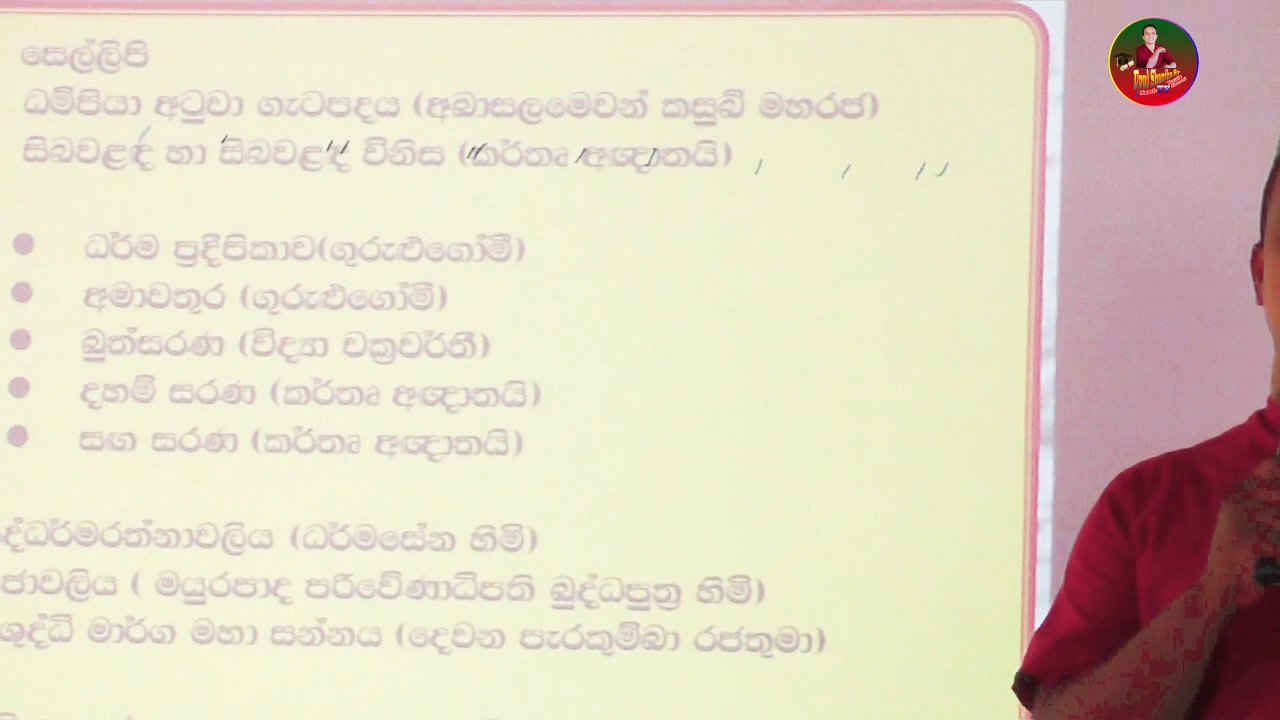 සෙල්ලිපි
ධම්පියා අටුවා ගැටපදය (අභාසලමෙවන් කසුබ් මහරජ)
සිඛවළඳ හා සිඛවළඳ විනිස (කර්තෘ අඥාතයි)
ධර්ම ප්‍රදීපිකාව(ගුරුළුගෝමී)
අමාවතුර (ගුරුළුගෝමී)
බුත්සරණ (විද්‍යා චක්‍රවර්තී)
දහම් සරණ (කර්තෘ අඥාතයි)
සඟ සරණ (කර්තෘ අඥාතයි)
ද්ධර්මරත්නාවලිය (ධර්මසේන හිමි)
ජාවලිය ( මයුරපාද පරිවේණාධිපති බුද්ධපුත්‍ර හිමි)
ශුද්ධි මාර්ග මහා සන්නය (දෙවන පැරකුම්බා රජතුමා)